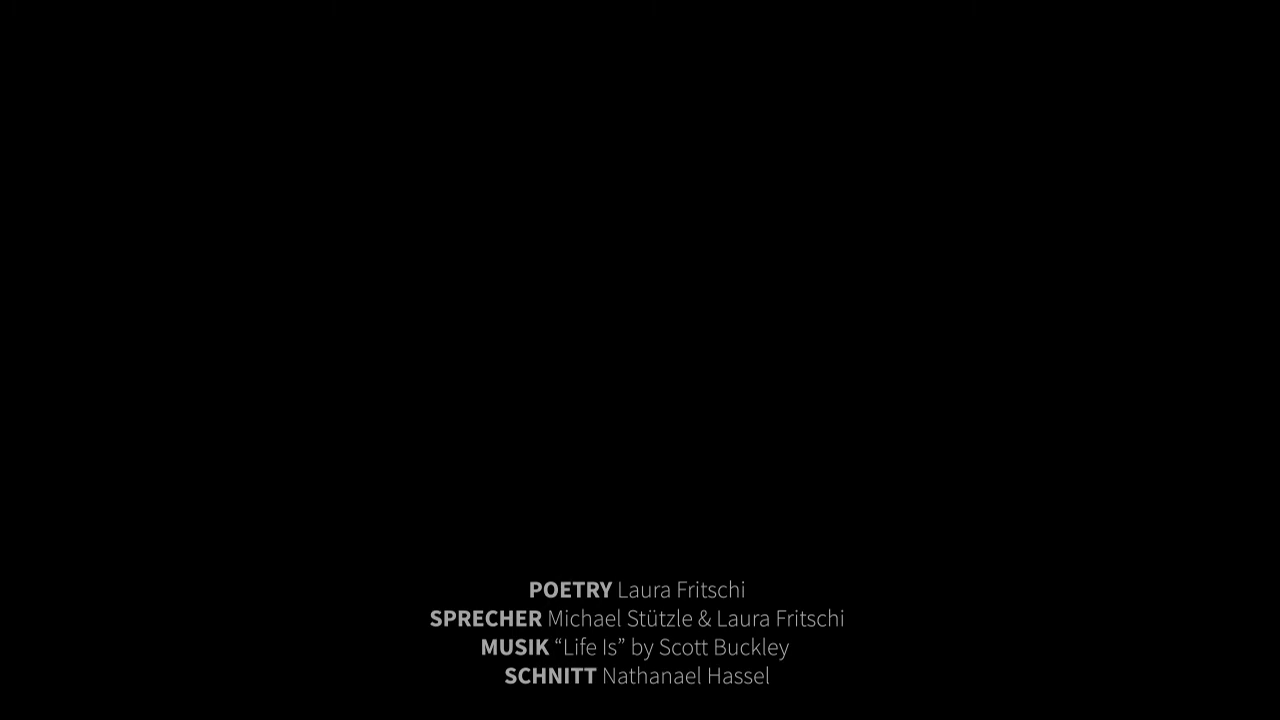 POETRY Laura Fritschi
SPRECHER Michael Stützle & Laura Fritschi
MUSIK “Life Is” by Scott Buckley
SCHNITT Nathanael Hassel